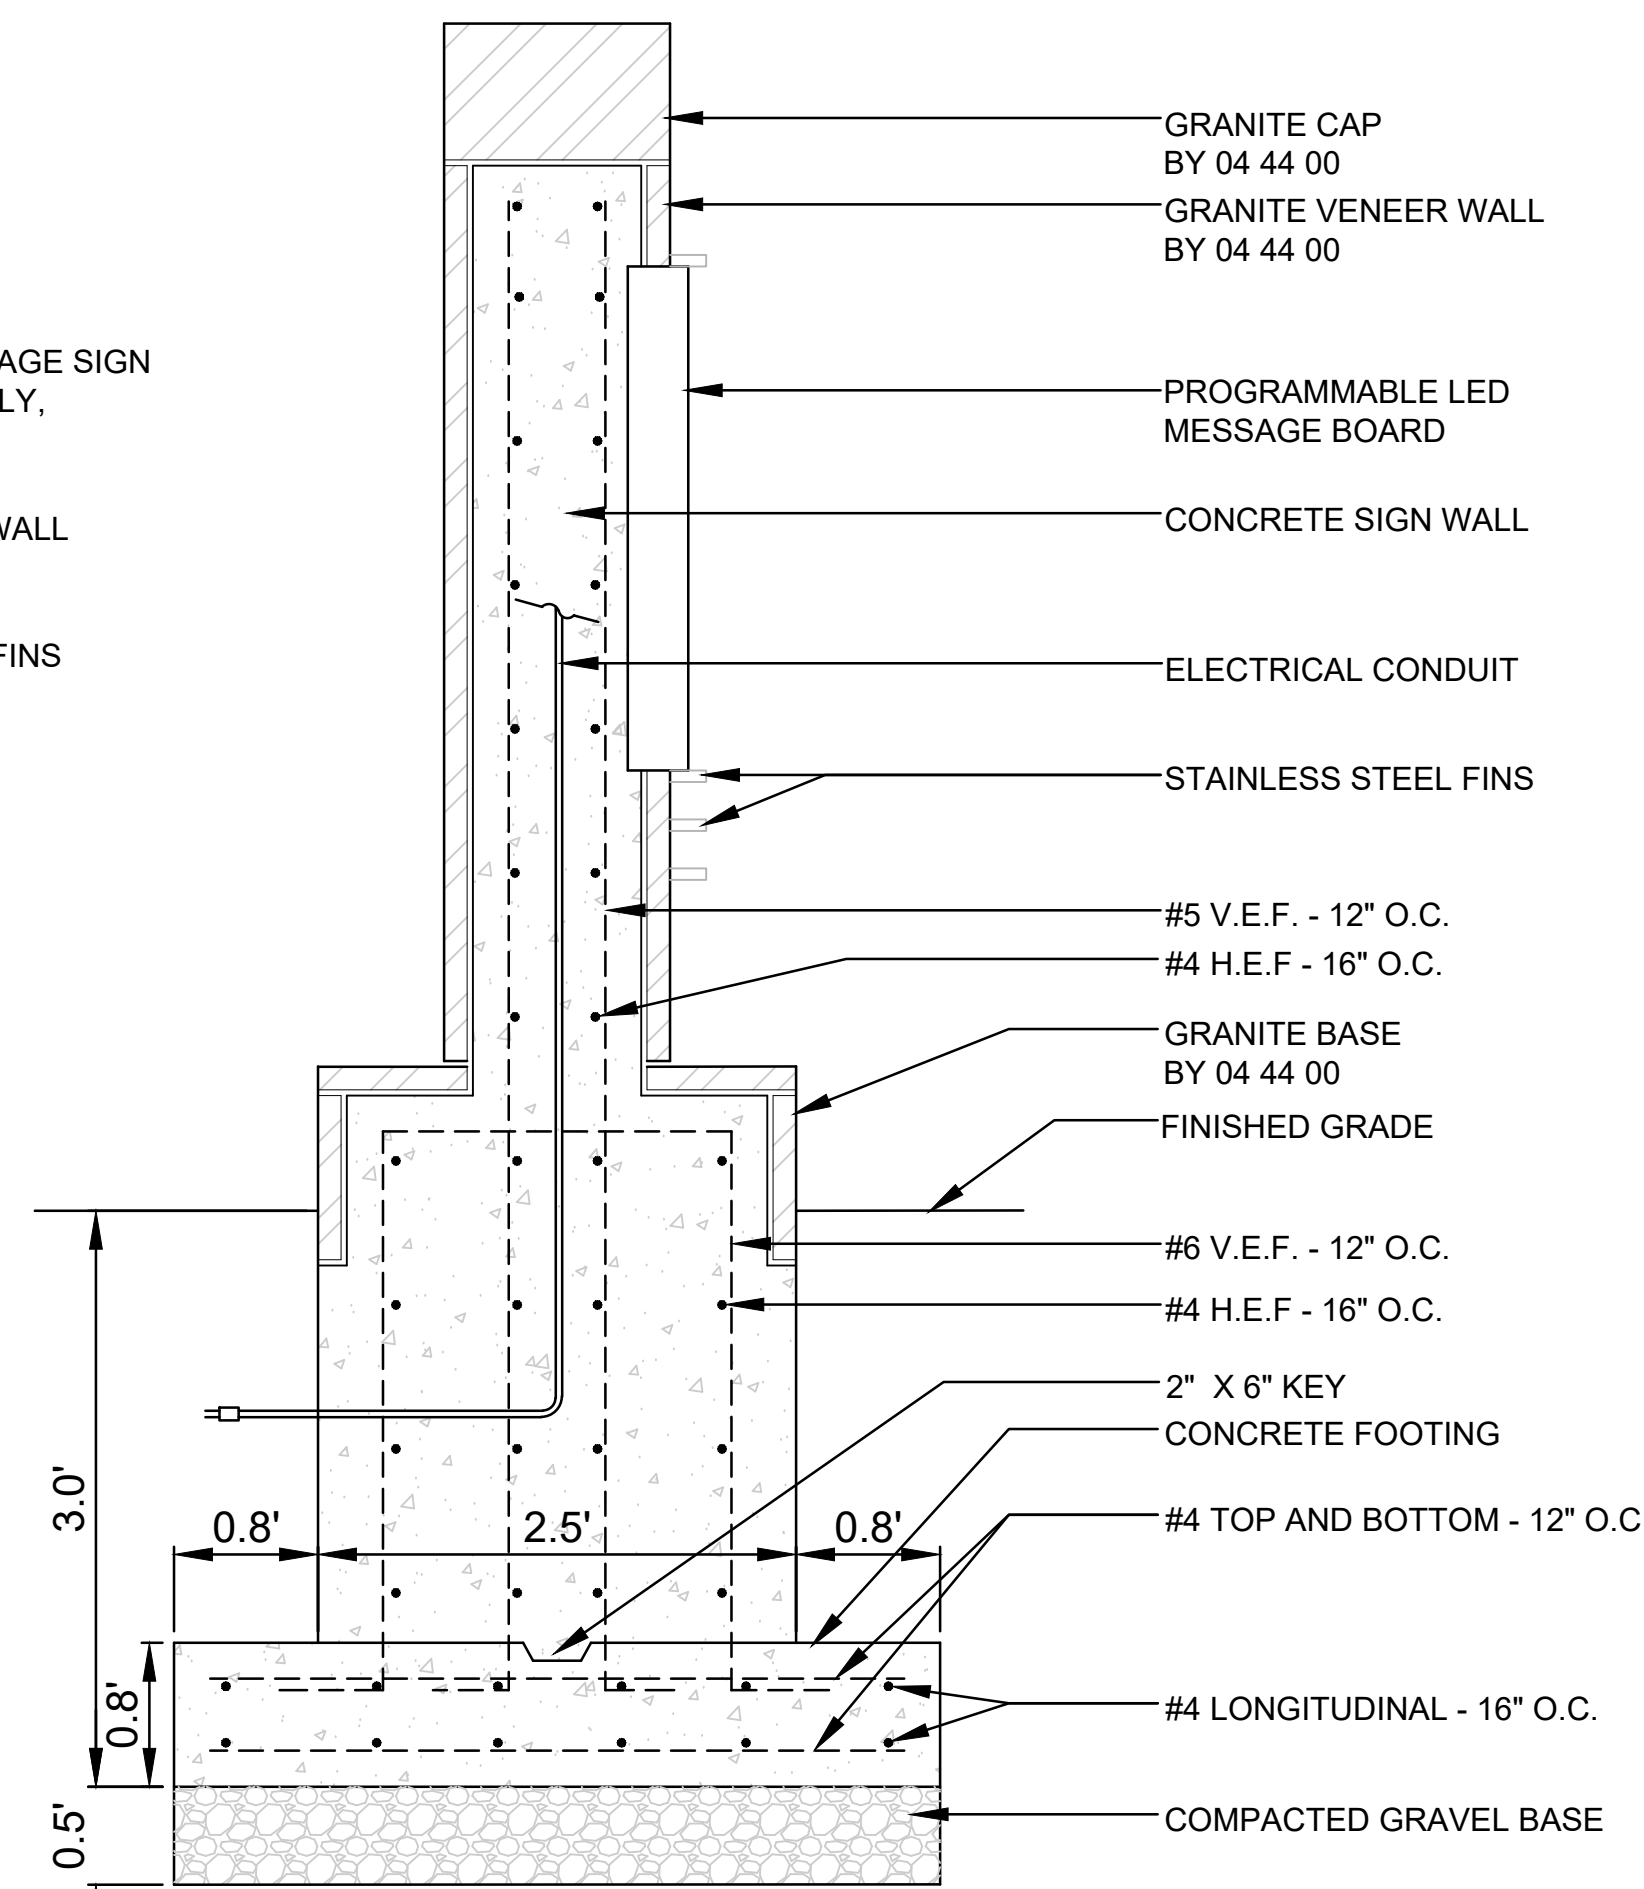 GRANITE CAP
BY 04 44 00
GRANITE VENEER WALL
BY 04 44 00
AGE SIGN
LY,
PROGRAMMABLE LED
MESSAGE BOARD
WALL
CONCRETE SIGN WALL
FINS
ELECTRICAL CONDUIT
STAINLESS STEEL FINS
#5 V.E.F. - 12" O.C.
#4 H.E.F - 16" O.C.
GRANITE BASE
BY 04 44 00
FINISHED GRADE
#6 V.E.F. - 12" O.C.
#4 H.E.F - 16" O.C.
2" X 6" KEY
CONCRETE FOOTING
3.0'
0.8'
2.5'
0.8'
#4 TOP AND BOTTOM - 12" O.C
0.8'
#4 LONGITUDINAL - 16" O.C.
0.5'
COMPACTED GRAVEL BASE